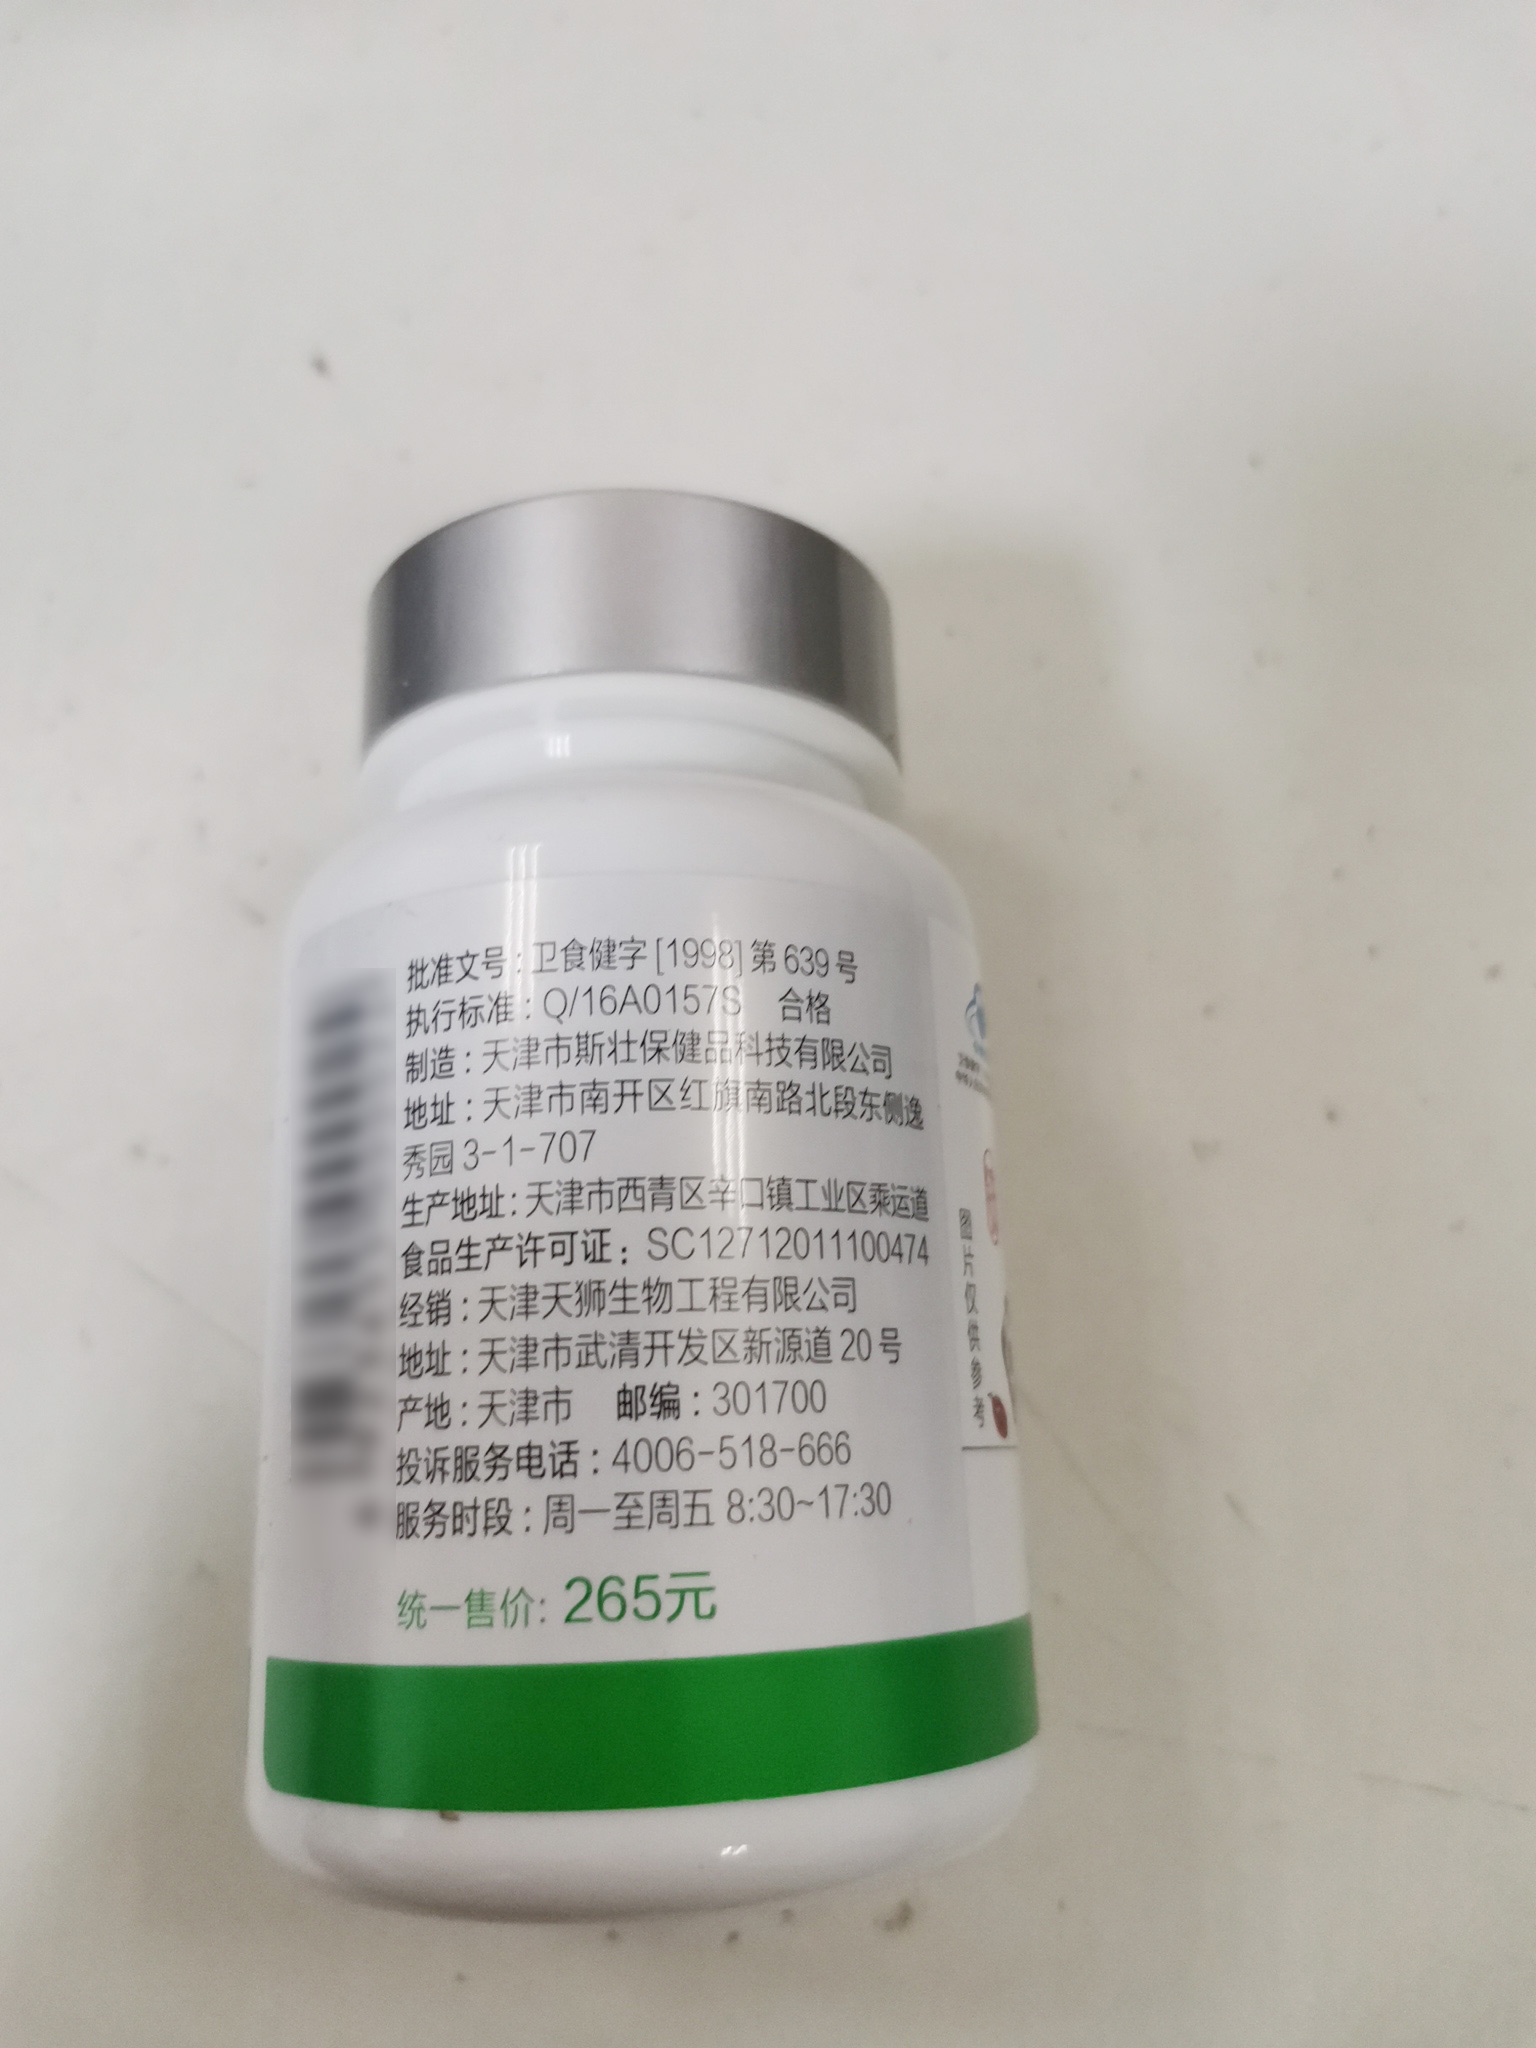 批准文号：卫食健字[1998]第639号
执行标准：Q/16A0157S 合格
制造：天津市斯壮保健品科技有限公司
地址：天津市南开区红旗南路北段东侧逸
秀园3-1-707
生产地址：天津市西青区辛口镇工业区乘运道
食品生产许可证：SC12712011100474
经销：天津天狮生物工程有限公司
地址：天津市武清开发区新源道20号
产地：天津市 邮编：301700
投诉服务电话：4006-518-666
服务时段：周一至周五 8:30~17:30
统一售价：265元
图片仅供参考